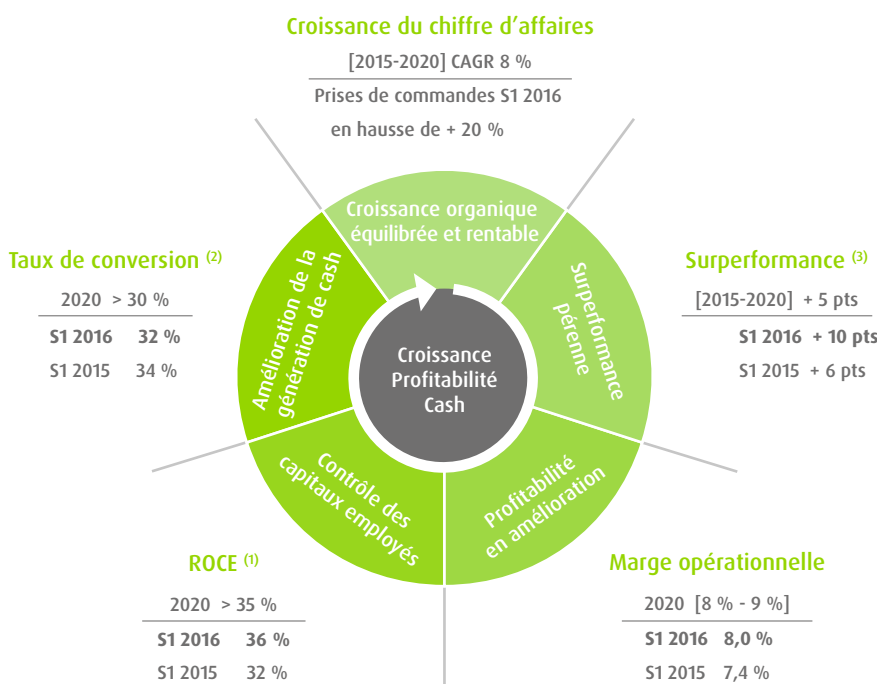 Croissance du chiffre d’affaires
[2015-2020] CAGR 8 %
Prises de commandes S1 2016
en hausse de + 20 %
Croissance organique
équilibrée et rentable
Taux de conversion (2)
2020 > 30 %
S1 2016 32 %
S1 2015 34 %
Amélioration de la
génération de cash
Surperformance
pérenne
Surperformance (3)
[2015-2020] + 5 pts
S1 2016 + 10 pts
S1 2015 + 6 pts
Croissance
Profitabilité
Cash
Contrôle des
capitaux employés
Profitabilité
en amélioration
ROCE (1)
2020 > 35 %
S1 2016 36 %
S1 2015 32 %
Marge opérationnelle
2020 [8 % - 9 %]
S1 2016 8,0 %
S1 2015 7,4 %